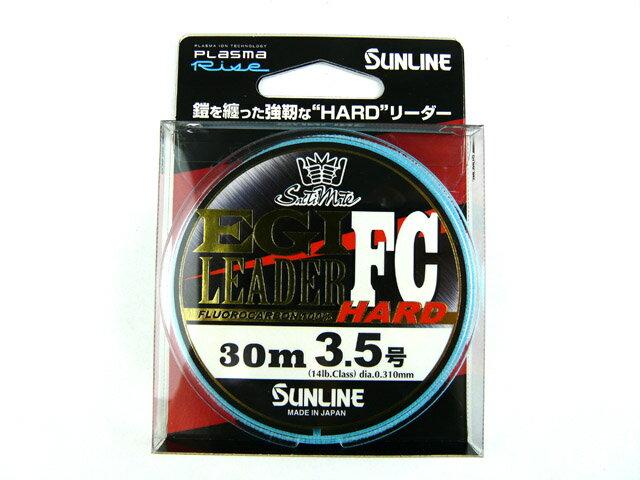 PLASMA ION TECHNOLOGY
PLASMA
Rise
SUNLINE
鎧を纏った強靭な“HARD”リーダー
SaltiMate
EGI
LEADER FC
FLUOROCARBON100% HARD
30m 3.5号
(14lb.Class) dia.0.310mm
SUNLINE
MADE IN JAPAN